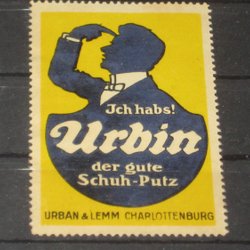 Ich habs!
Urbin
der gute
Schuh-Putz
URBAN & LEMM CHARLOTTENBURG